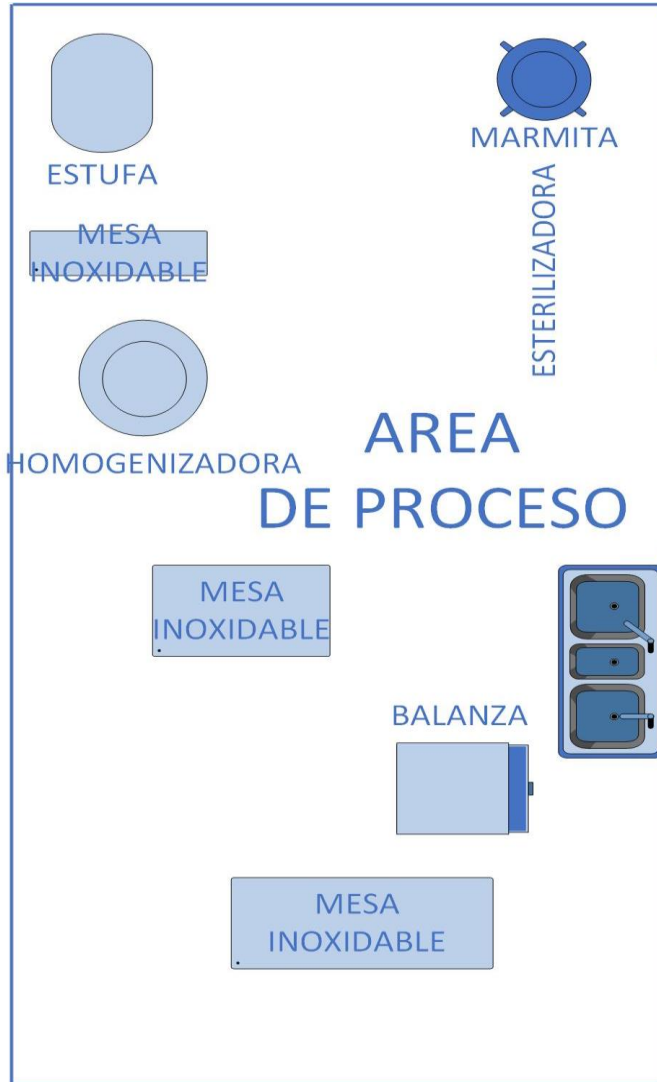 MARMITA
ESTUFA
ESTERILIZADORA
MESA
INOXIDABLE
AREA
HOMOGENIZADORA
DE PROCESO
MESA
INOXIDABLE
BALANZA
MESA
INOXIDABLE